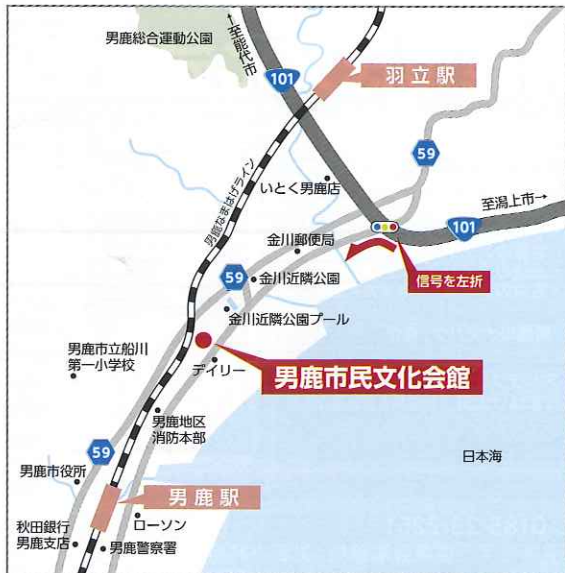 男鹿総合運動公園
↑至能代市
101
羽立駅
59
男鹿なまはげライン
いとく男鹿店
至潟上市→
101
金川郵便局
信号を左折
59
金川近隣公園
金川近隣公園プール
男鹿市立船川
第一小学校
デイリー
男鹿市民文化会館
男鹿地区
消防本部
日本海
59
男鹿市役所
男鹿駅
ローソン
秋田銀行
男鹿支店
男鹿警察署